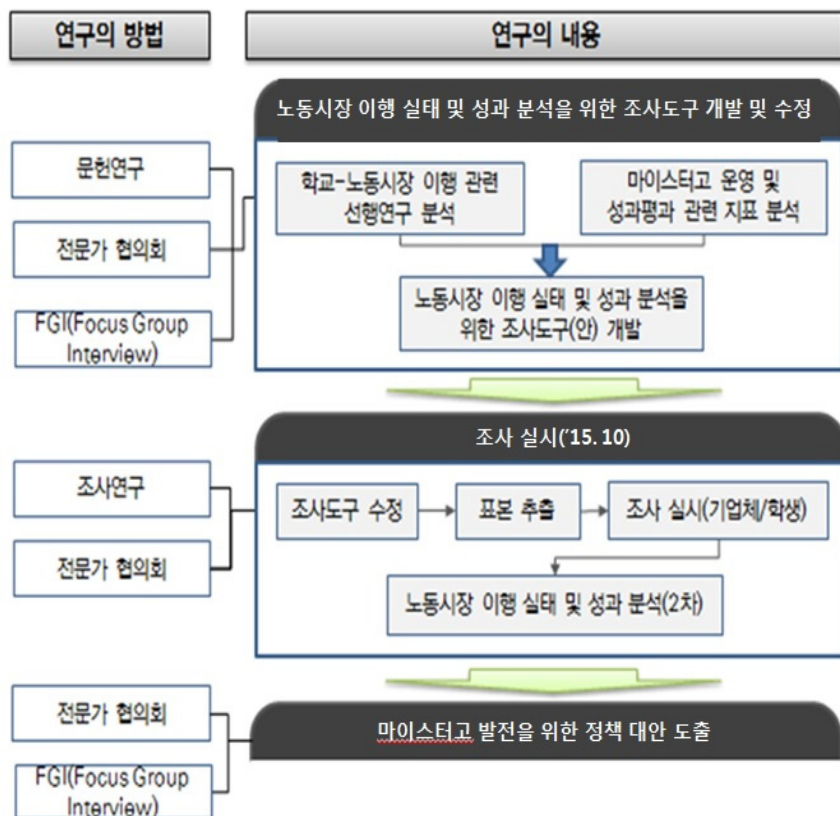 연구의 방법
연구의 내용
노동시장 이행 실태 및 성과 분석을 위한 조사도구 개발 및 수정
문헌연구
전문가 협의회
FGI(Focus Group
Interview)
학교-노동시장 이행 관련
선행연구 분석
마이스터고 운영 및
성과평과 관련 지표 분석
노동시장 이행 실태 및 성과 분석을
위한 조사도구(안) 개발
조사 실시('15. 10)
조사연구
전문가 협의회
조사도구 수정
표본 추출
조사 실시(기업체/학생)
노동시장 이행 실태 및 성과 분석(2차)
전문가 협의회
FGI(Focus Group
Interview)
마이스터고 발전을 위한 정책 대안 도출